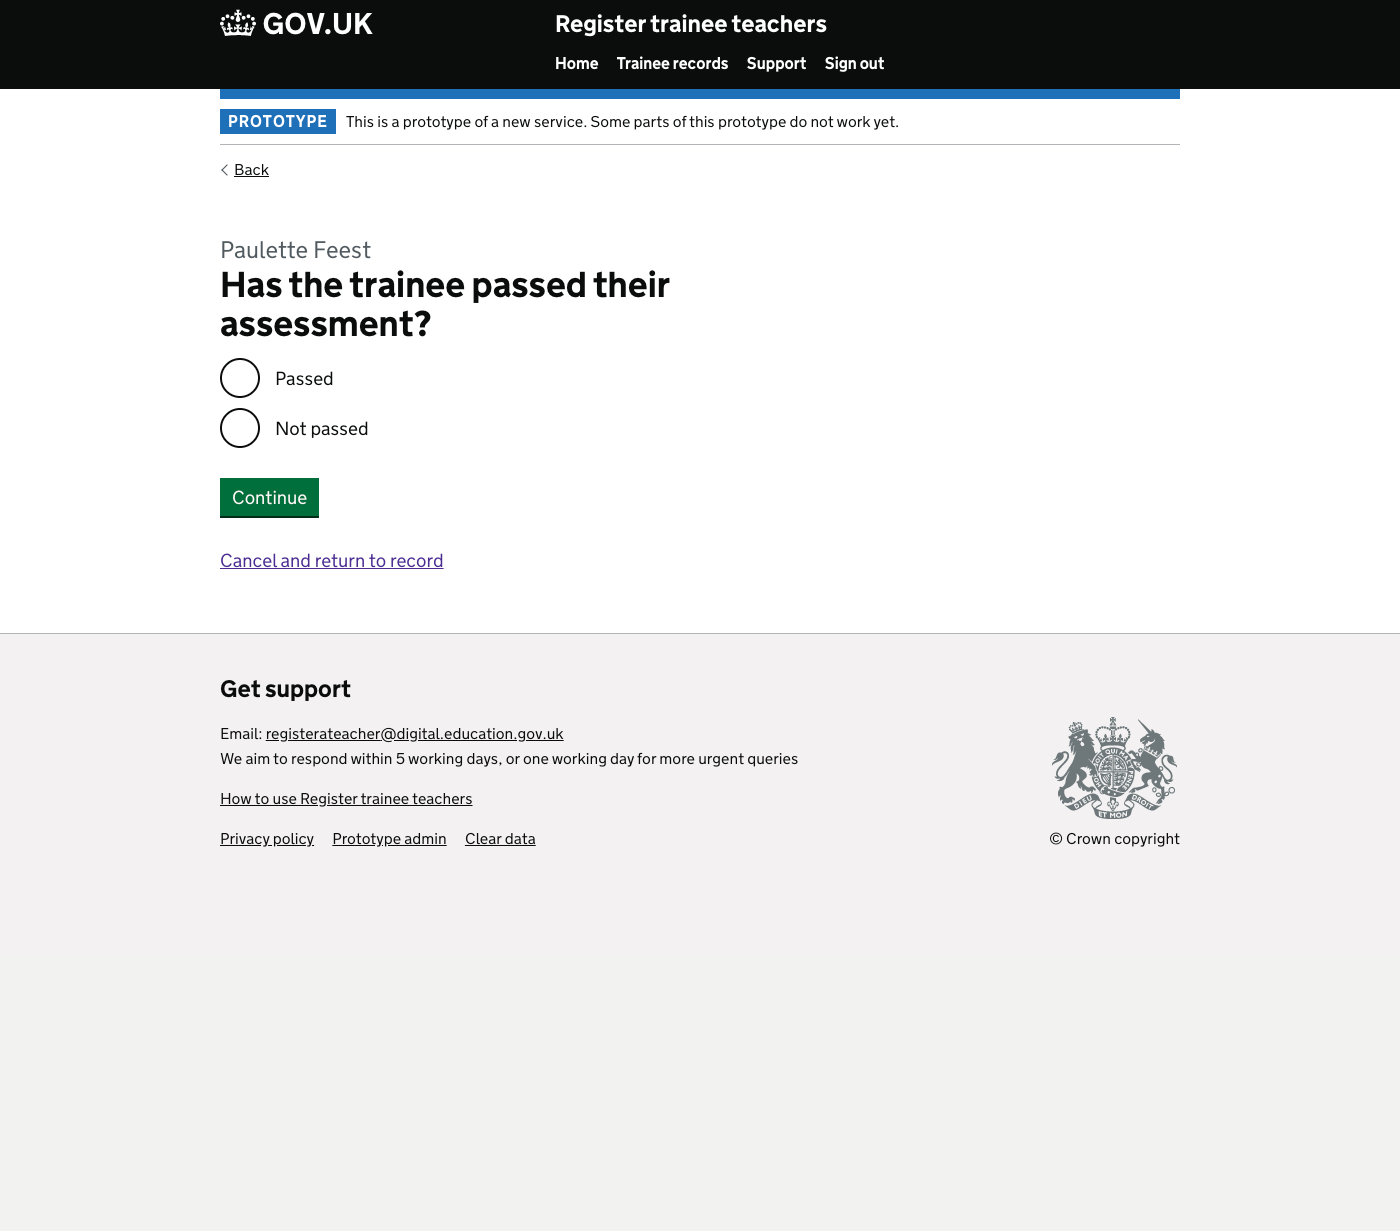 GOV.UK
Register trainee teachers
Home Trainee records Support Sign out
PROTOTYPE This is a prototype of a new service. Some parts of this prototype do not work yet.
Back
Paulette Feest
Has the trainee passed their
assessment?
Passed
Not passed
Continue
Cancel and return to record
Get support
Email: registerateacher@digital.education.gov.uk
We aim to respond within 5 working days, or one working day for more urgent queries
How to use Register trainee teachers
Privacy policy Prototype admin Clear data
DIEU ET MON DROIT
© Crown copyright